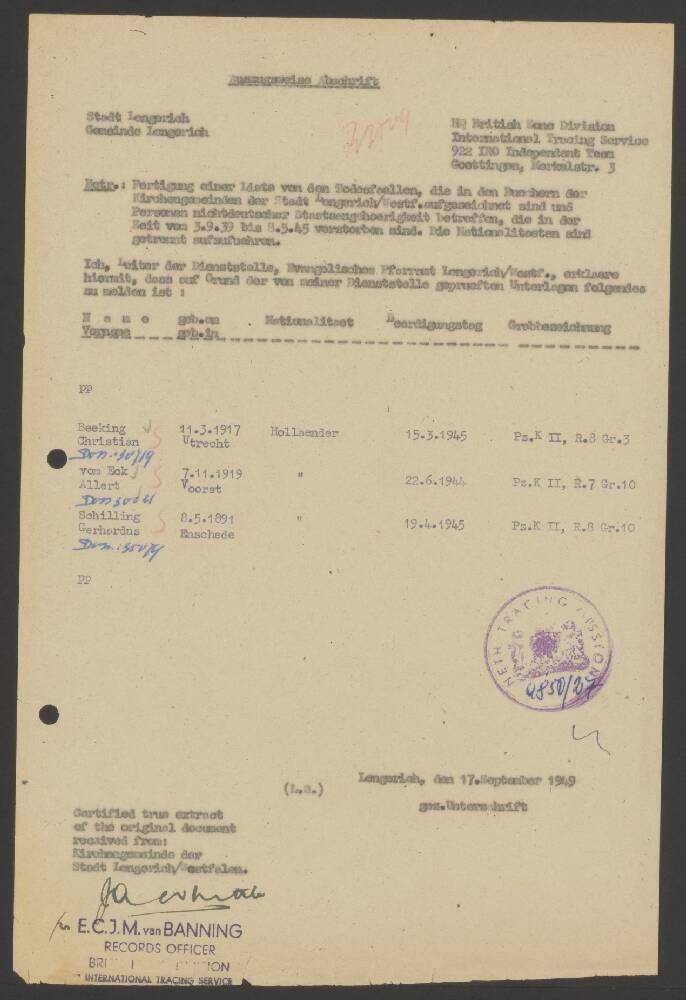 Auszugsweise Abschrift
Stadt Lengerich
Gemeinde Lengerich
HQ British Zone Division
International Tracing Service
922 IRO Independent Team
Goettingen, Merkelstr. 3
Betr.: Fertigung einer Liste von den Todesfaellen, die in den Buechern der
Kirchengemeinden der Stadt Lengerich/Westf.aufgezeichnet sind und
Personen nichtdeutscher Staatsangehoerigkeit betreffen, die in der
Zeit von 3.9.39 bis 8.5.45 verstorben sind. Die Nationalitaeten sind
getrennt aufzufuehren.
Ich, Leiter der Dienststelle, Evangelisches Pfarramt Lengerich/Westf., erklaere
hiermit, dass auf Grund der von meiner Dienststelle geprueften Unterlagen folgendes
zu melden ist :
N a m e geb.am Nationalitaet Beerdigungstag Grabbezeichnung
Vorname geb.in
pp
Beeking 11.3.1917 Hollaender 15.3.1945 Pz.K II, R.8 Gr.3
Christian Utrecht
von Eck 7.11.1919 " 22.6.1944 Pz.K II, R.7 Gr.10
Allert Voorst
Schilling 8.5.1891 " 19.4.1945 Pz.K II, R.8 Gr.10
Gerhardus Enschede
pp
NETH TRACING MISSION
9850/27
Lengerich, den 17.September 1949
(L.S.)
gez.Unterschrift
Certified true extract
of the original document
received from:
Kirchengemeinde der
Stadt Lengerich/Westfalen.
E.C.J.M. van BANNING
RECORDS OFFICER
INTERNATIONAL TRACING SERVICE